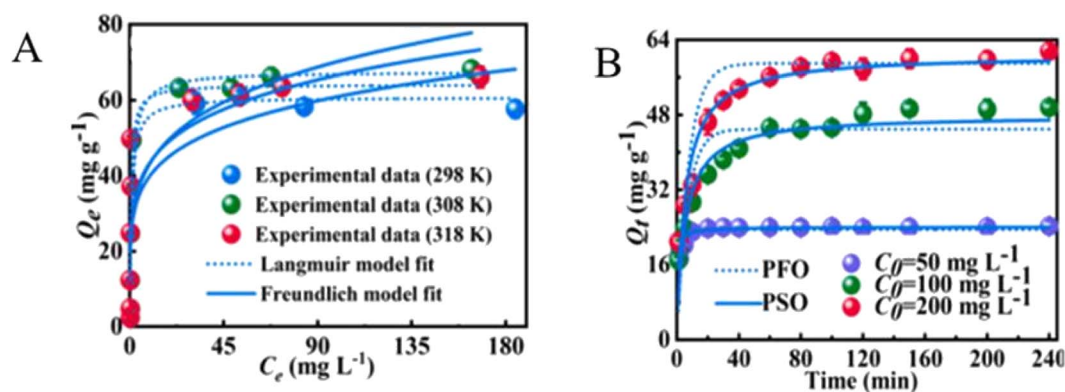 A
80
60
40
20
0
Qe (mg g-1)
Experimental data (298 K)
Experimental data (308 K)
Experimental data (318 K)
Langmuir model fit
Freundlich model fit
0 45 90 135 180
Ce (mg L-1)
B
64
48
32
16
0
Qt (mg g-1)
PFO
PSO
C0=50 mg L-1
C0=100 mg L-1
C0=200 mg L-1
0 40 80 120 160 200 240
Time (min)